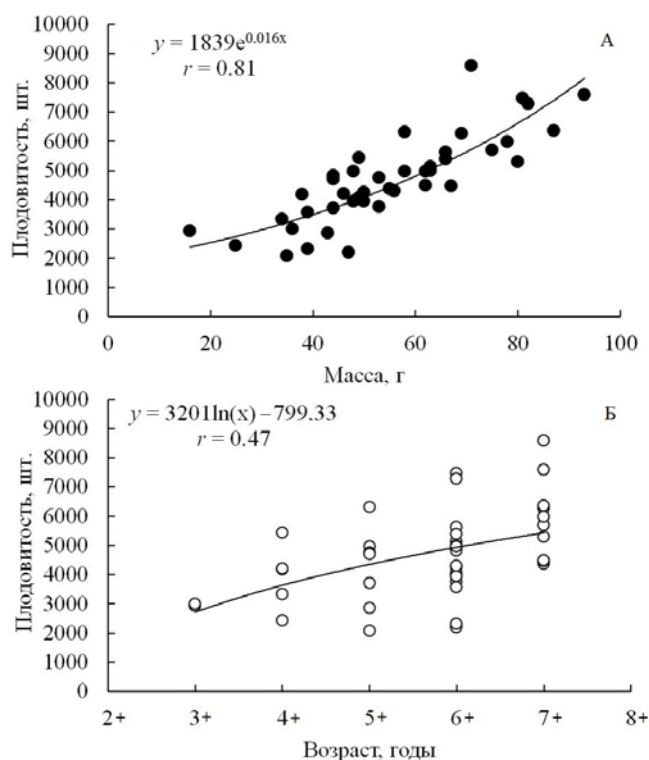 А
y = 1839e^0.016x
r = 0.81
Плодовитость, шт.
10000
9000
8000
7000
6000
5000
4000
3000
2000
1000
0
0 20 40 60 80 100
Масса, г
Б
y = 3201ln(x) – 799.33
r = 0.47
Плодовитость, шт.
10000
9000
8000
7000
6000
5000
4000
3000
2000
1000
0
2+ 3+ 4+ 5+ 6+ 7+ 8+
Возраст, годы